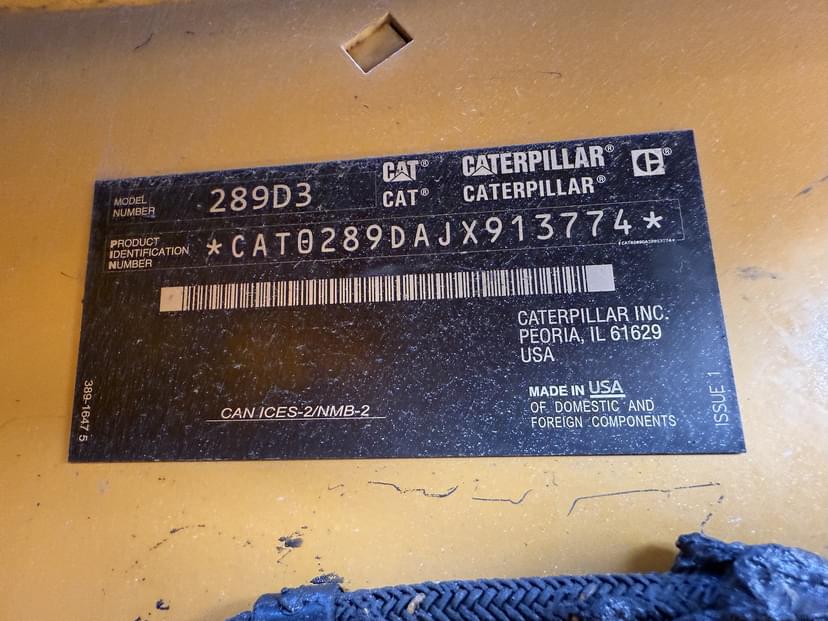 MODEL
NUMBER
289D3
CAT®
CAT®
CATERPILLAR®
CATERPILLAR®
C®
PRODUCT
IDENTIFICATION
NUMBER
*CAT0289DAJX913774*
CATERPILLAR INC.
PEORIA, IL 61629
USA
MADE IN USA
OF DOMESTIC AND
FOREIGN COMPONENTS
CAN ICES-2/NMB-2
389-1647 5
ISSUE 1